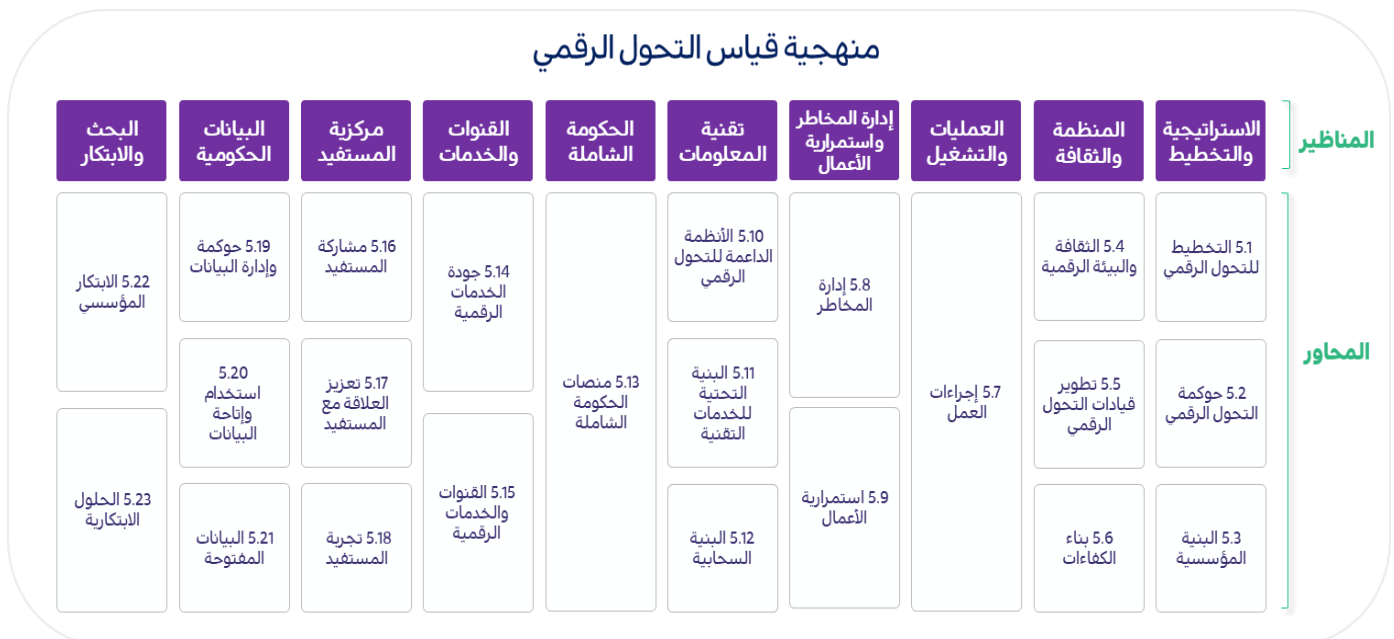 منهجية قياس التحول الرقمي
المناظير
الاستراتيجية
والتخطيط
المنظمة
والثقافة
العمليات
والتشغيل
إدارة المخاطر
واستمرارية
الأعمال
تقنية
المعلومات
الحكومة
الشاملة
القنوات
والخدمات
مركزية
المستفيد
البيانات
الحكومية
البحث
والابتكار
المحاور
5.1 التخطيط
للتحول الرقمي
5.2 حوكمة
التحول الرقمي
5.3 البنية
المؤسسية
5.4 الثقافة
والبيئة الرقمية
5.5 تطوير
قيادات التحول
الرقمي
5.6 بناء
الكفاءات
5.7 إجراءات
العمل
5.8 إدارة
المخاطر
5.9 استمرارية
الأعمال
5.10 الأنظمة
الداعمة للتحول
الرقمي
5.11 البنية
التحتية
للخدمات
التقنية
5.12 البنية
السحابية
5.13 منصات
الحكومة
الشاملة
5.14 جودة
الخدمات
الرقمية
5.15 القنوات
والخدمات
الرقمية
5.16 مشاركة
المستفيد
5.17 تعزيز
العلاقة مع
المستفيد
5.18 تجربة
المستفيد
5.19 حوكمة
وإدارة البيانات
5.20
استخدام
وإتاحة
البيانات
5.21 البيانات
المفتوحة
5.22 الابتكار
المؤسسي
5.23 الحلول
الابتكارية